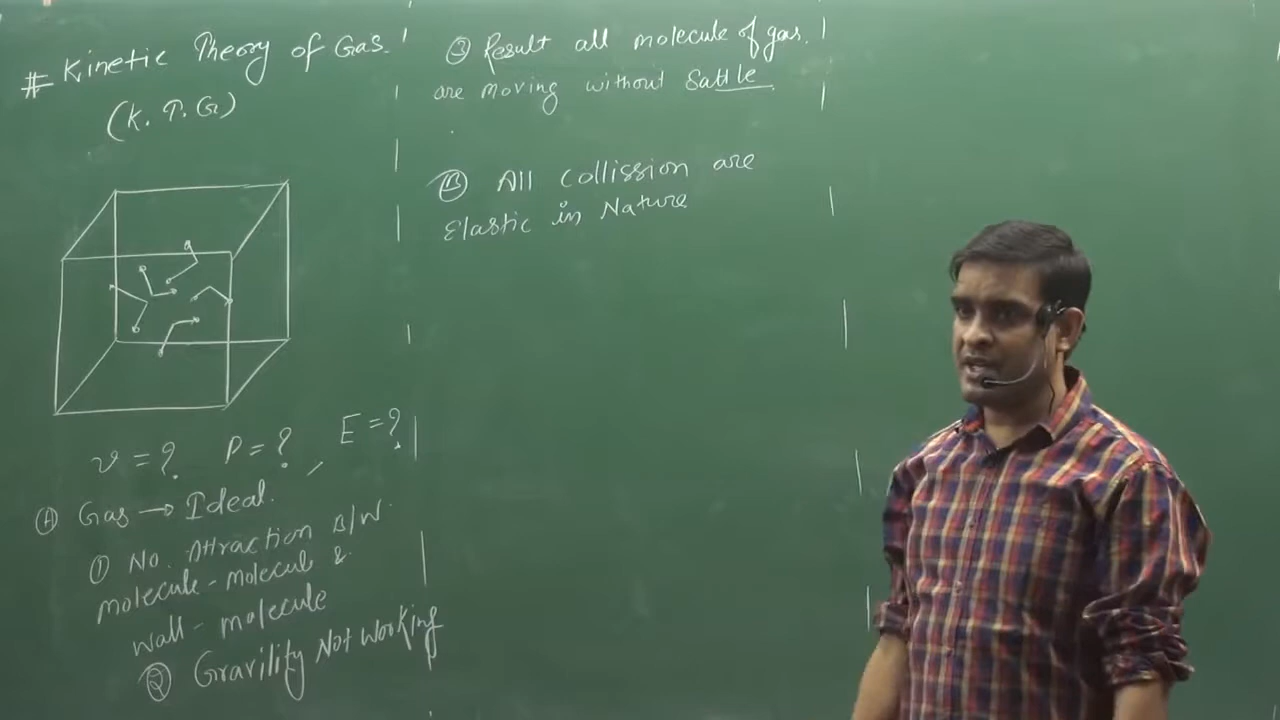 # Kinetic Theory of Gas.
(K.T.G)
v = ? P = ? , E = ?
(A) Gas → Ideal.
(1) No. Attraction B/W
molecule - molecule &
wall - molecule
(2) Gravility Not Working
(3) Result all molecule of gas.
are moving without Sattle.
(B) All Collission are
Elastic in Nature